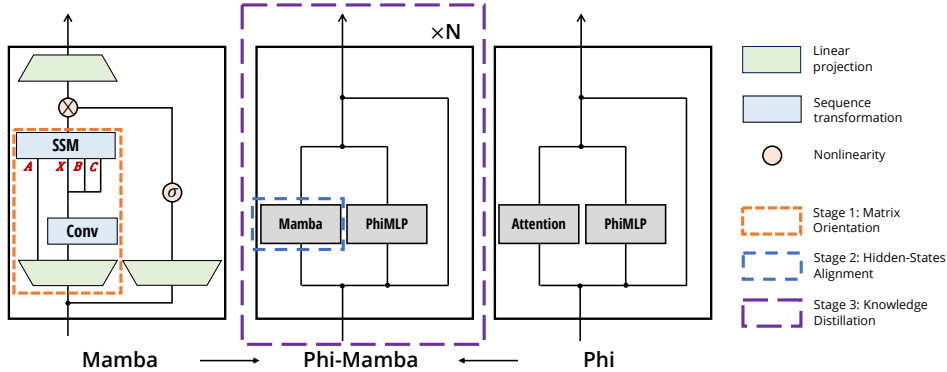 ×N
Linear
projection
X
Sequence
transformation
SSM
A X B C
Nonlinearity
σ
Conv
Mamba PhiMLP
Attention PhiMLP
Stage 1: Matrix
Orientation
Stage 2: Hidden-States
Alignment
Stage 3: Knowledge
Distillation
Mamba
Phi-Mamba
Phi